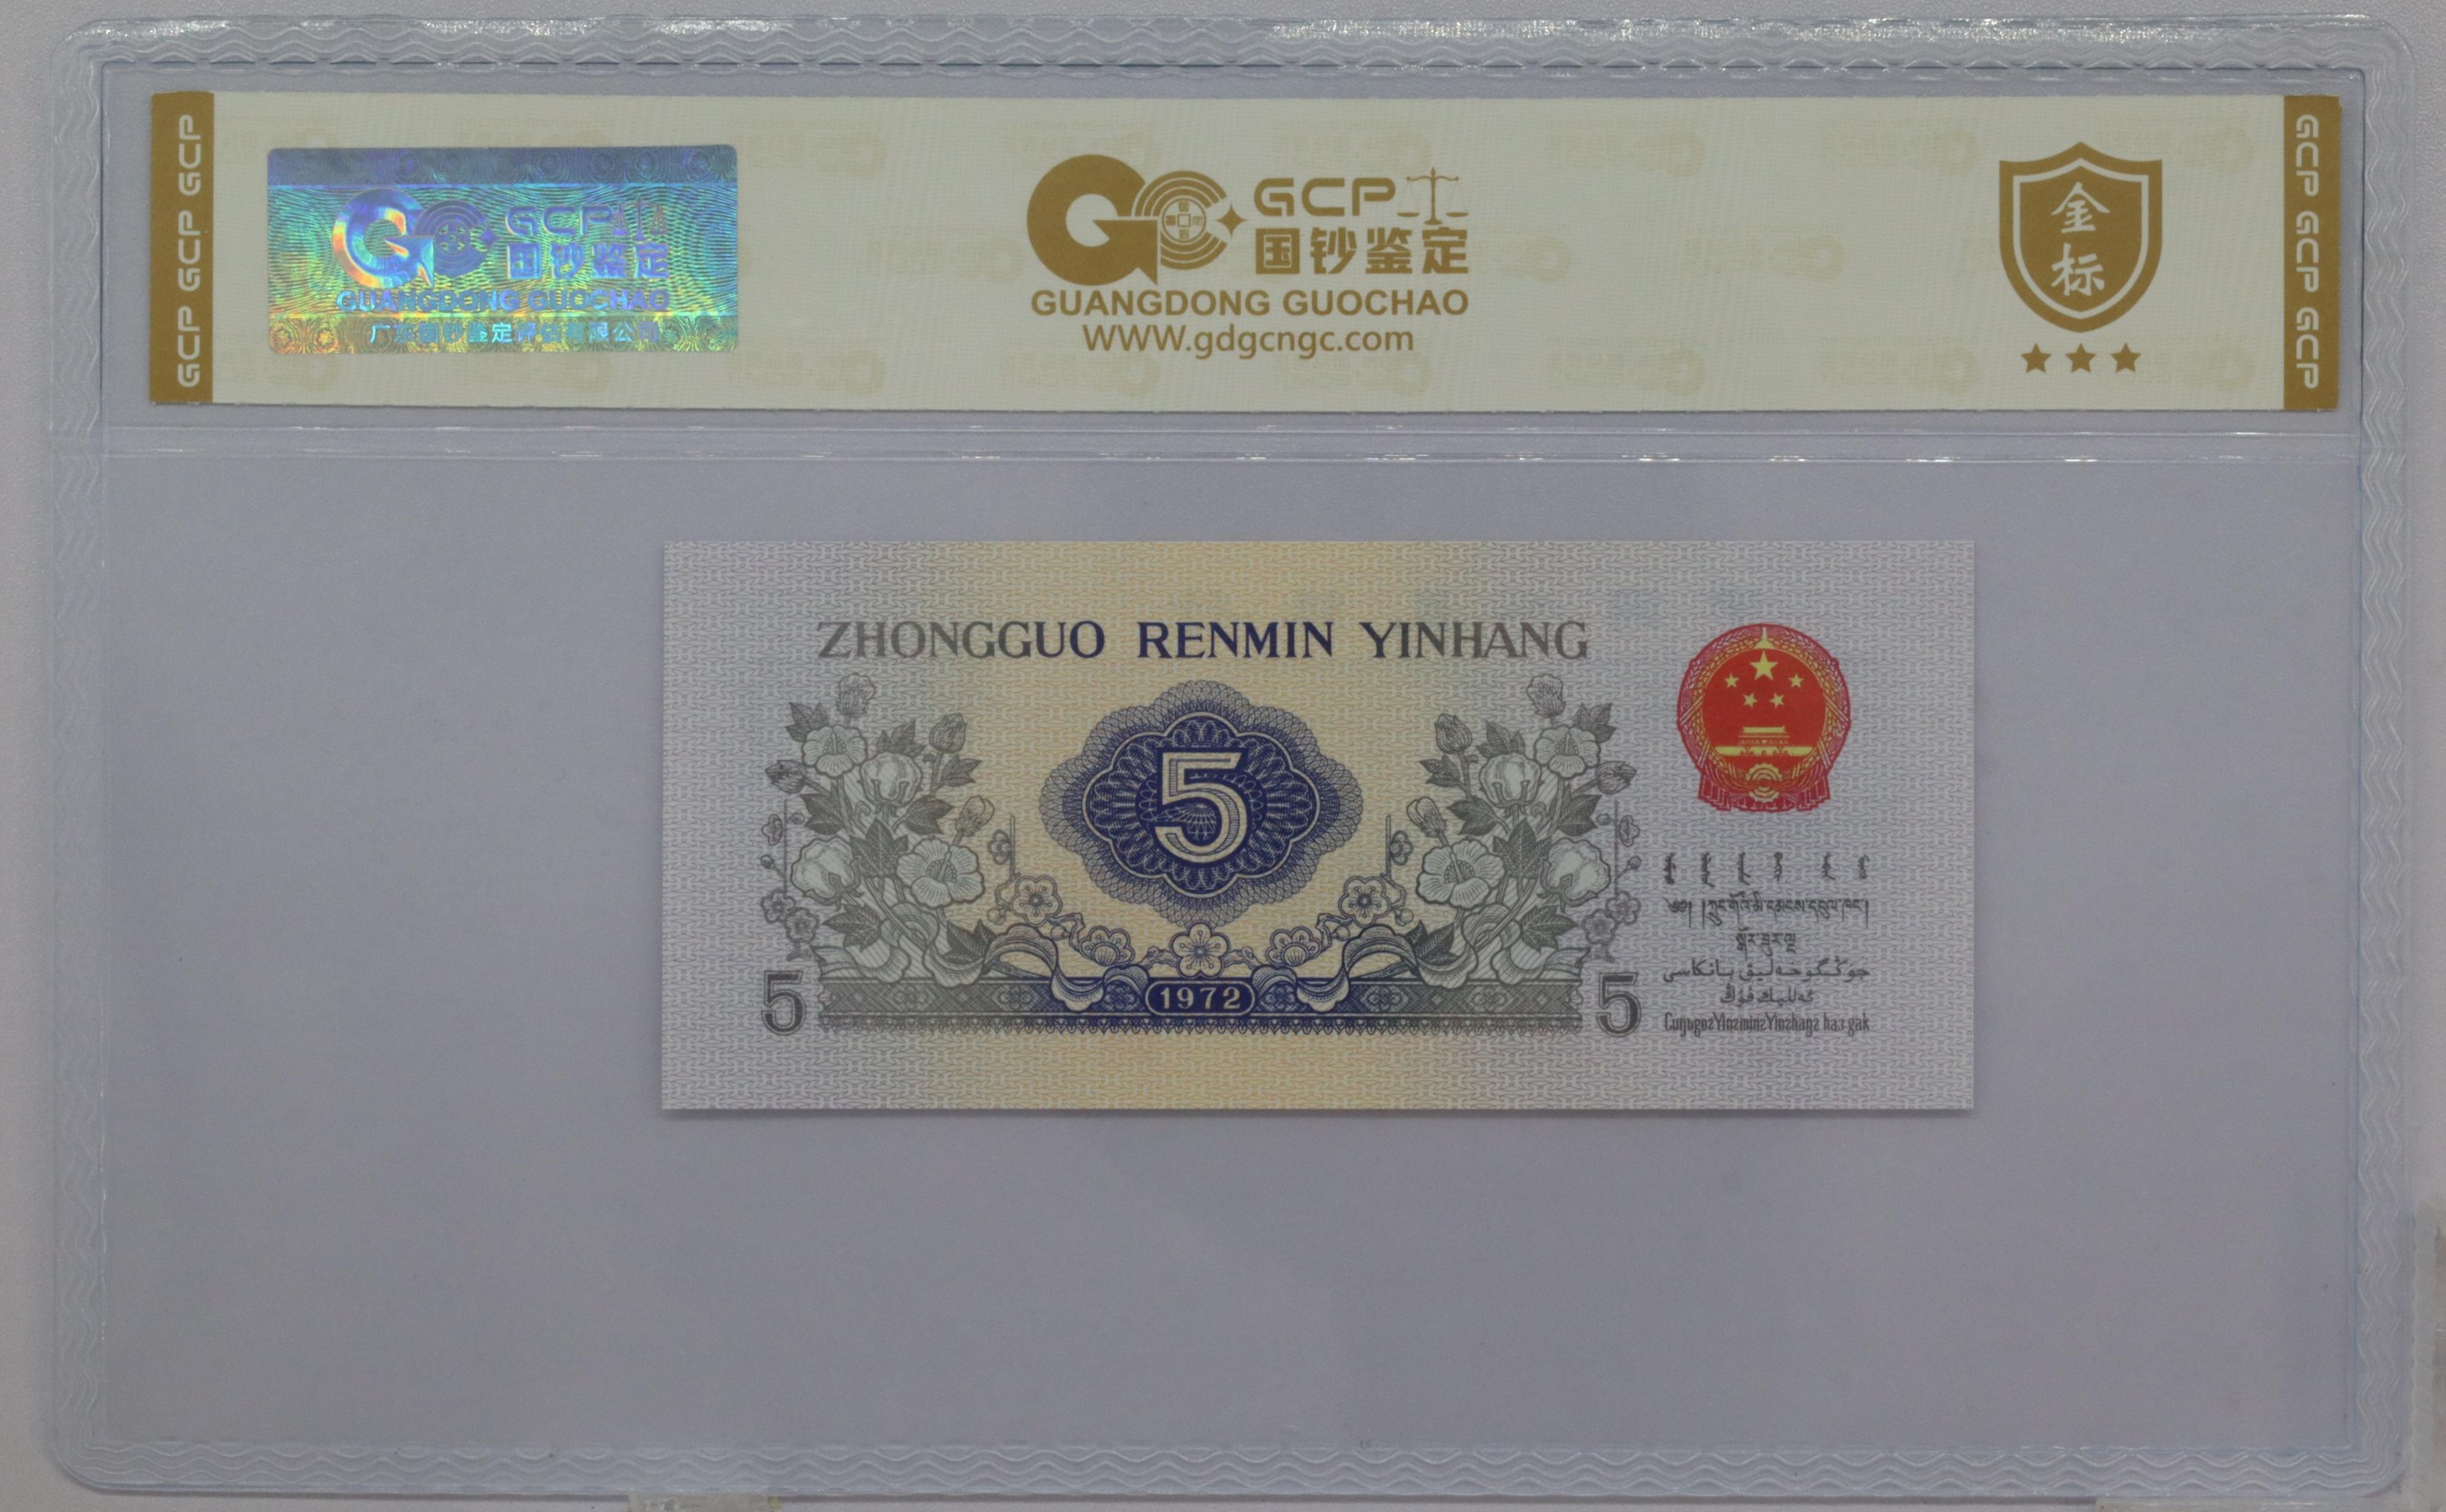 GCP GCP GCP
GCP
国钞鉴定
GUANGDONG GUOCHAO
广东国钞鉴定评估有限公司
GCP
国钞鉴定
GUANGDONG GUOCHAO
WWW.gdgcngc.com
金
标
GCP GCP GCP
ZHONGGUO RENMIN YINHANG
5
1972
5
5